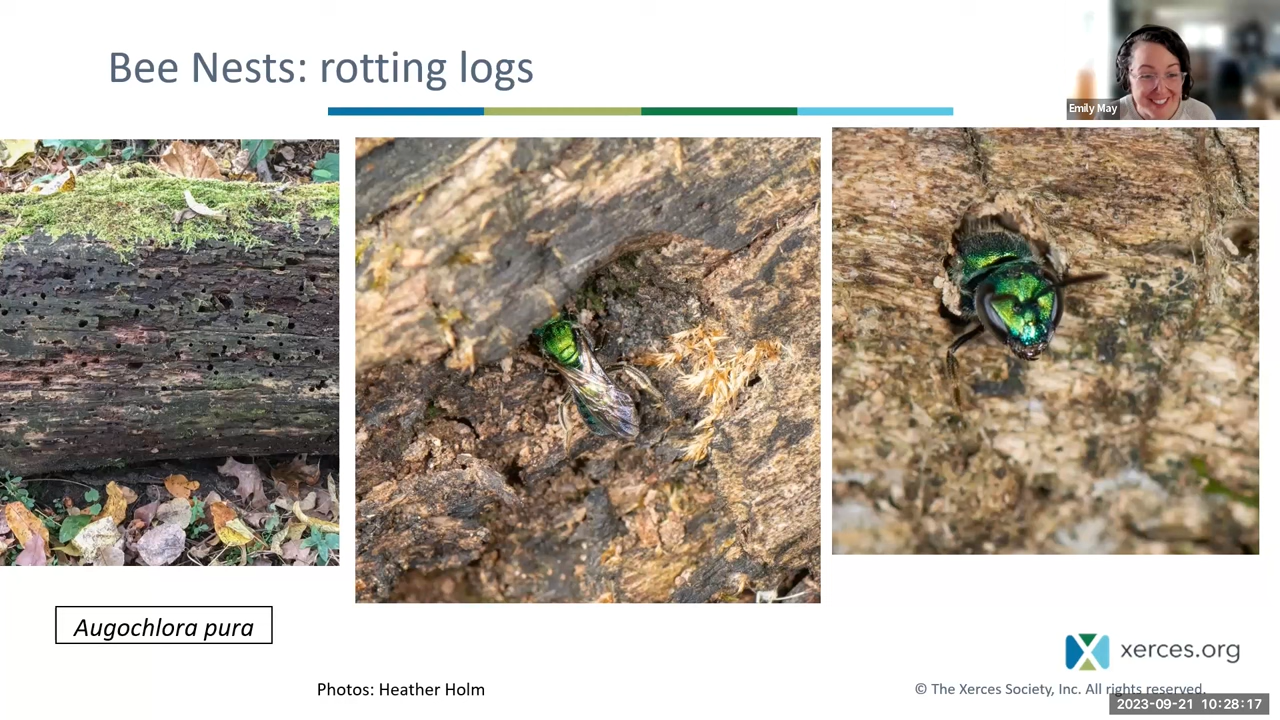 Bee Nests: rotting logs
Emily May
Augochlora pura
xerces.org
Photos: Heather Holm
© The Xerces Society, Inc. All rights reserved.
2023-09-21 10:28:17